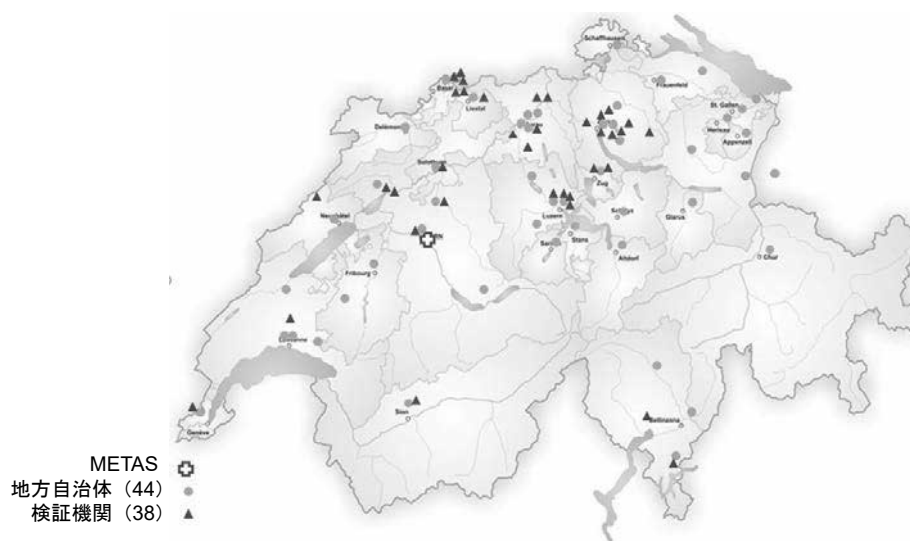 Schaffhausen
Basel
Liestal
Frauenfeld
St. Gallen
Herisau
Appenzell
Delémont
Solothurn
Zug
Neuchâtel
Luzern
Schwyz
Glarus
Stans
Sarnen
Altdorf
Chur
Fribourg
Lausanne
Sion
Bellinzona
Genève
METAS
地方自治体（44）
検証機関（38）